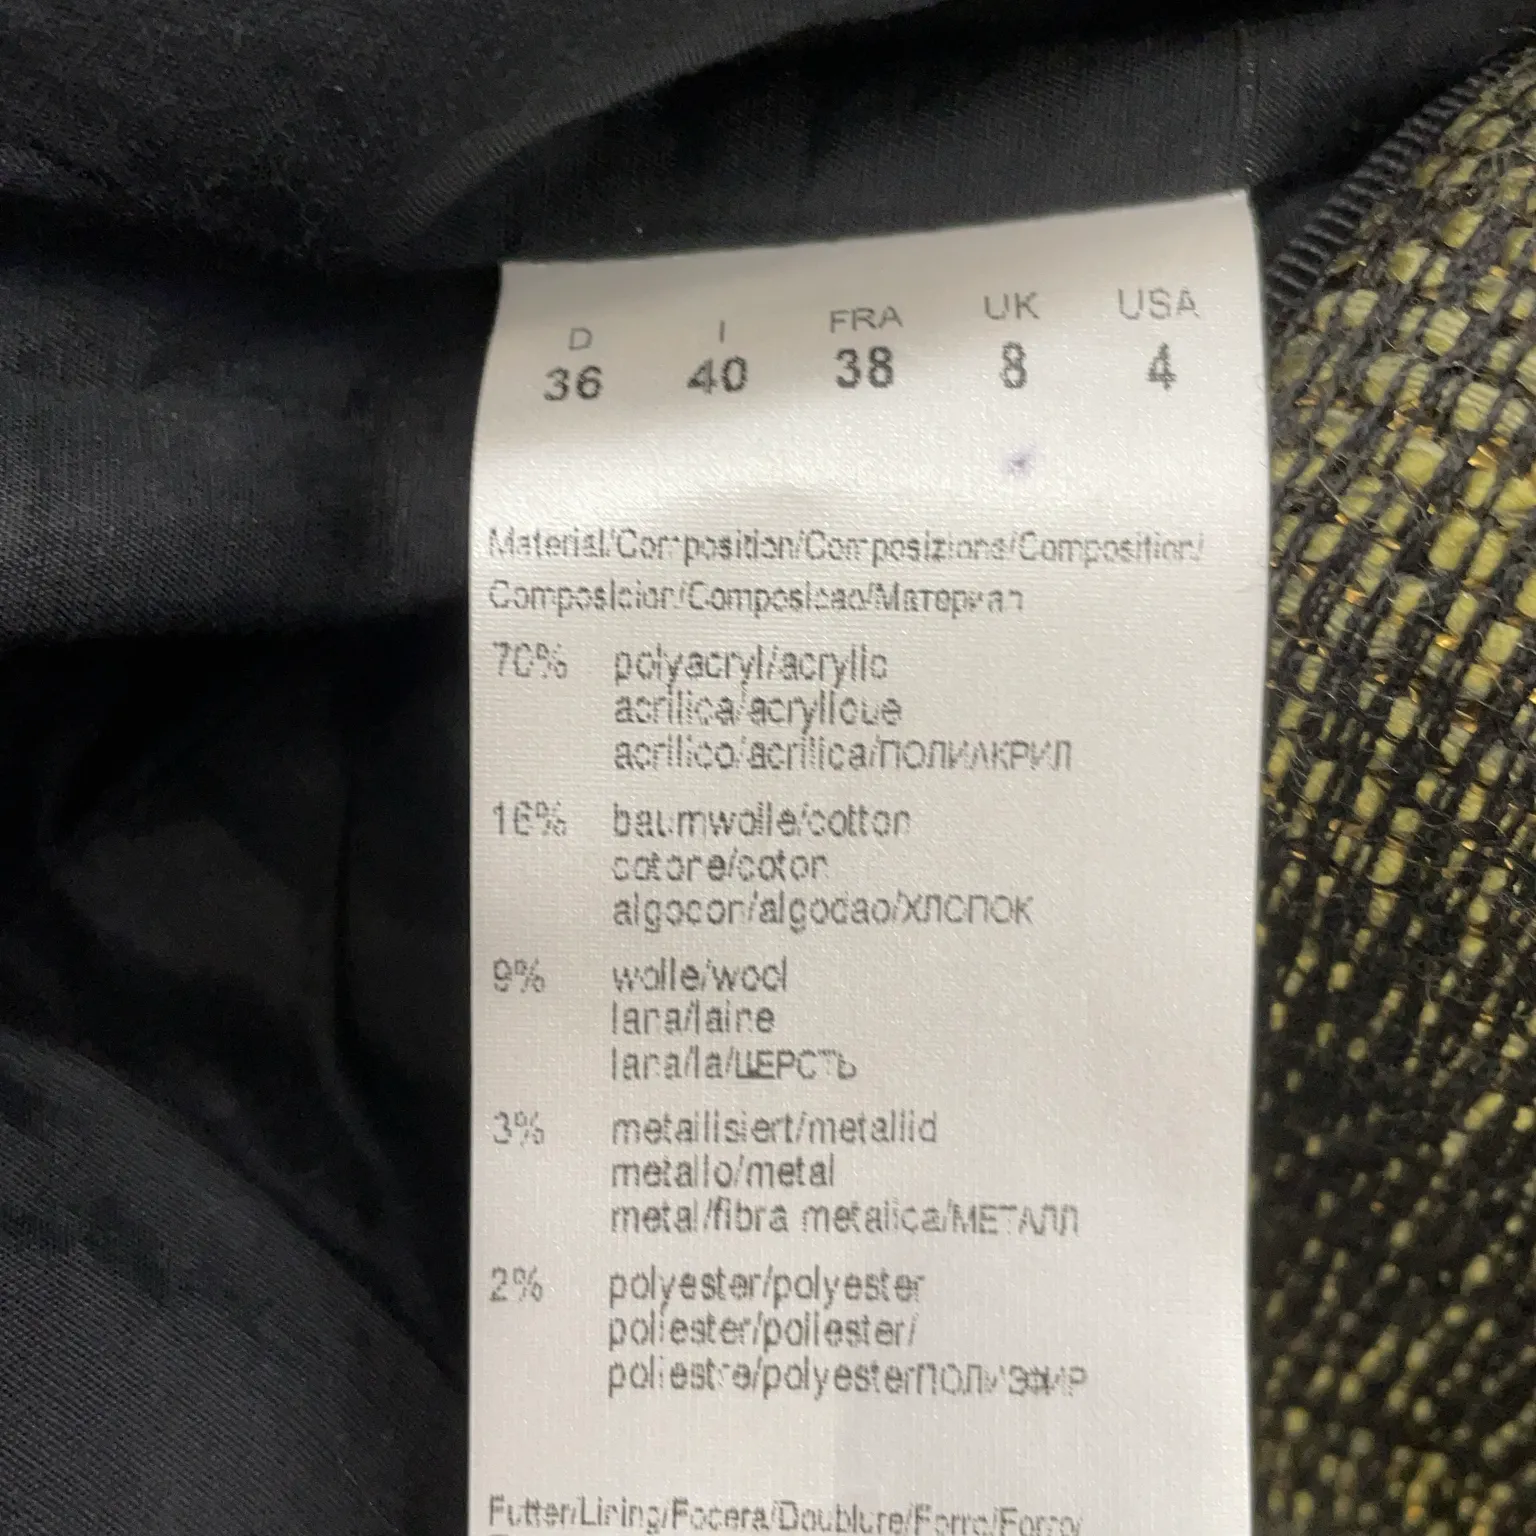 D I FRA UK USA
36 40 38 8 4
Material/Composition/Composizione/Composition/
Composicion/Composicao/Материал
70% polyacryl/acrylic
acrilica/acrylique
acrilico/acrilica/ПОЛИАКРИЛ
16% baumwolle/cotton
cotone/coton
algocon/algodao/ХЛОПОК
9% wolle/wool
lana/laine
lana/la/ШЕРСТЬ
3% metallisiert/metallid
metallo/metal
metal/fibra metalica/МЕТАЛЛ
2% polyester/polyester
poliester/poliester/
poliestre/polyesterПОЛИЭФИР
Futter/Lining/Focera/Doublure/Forro/Forro/